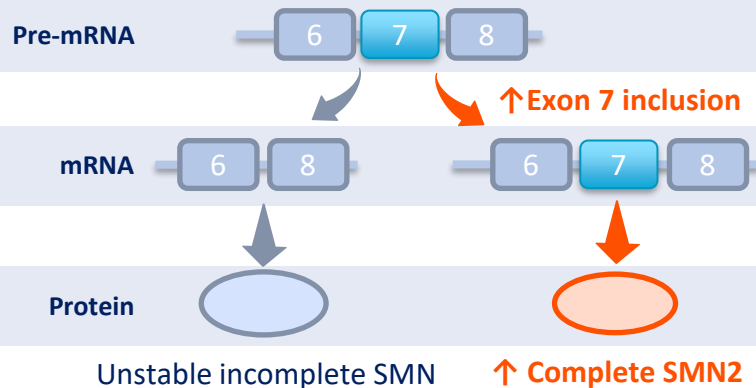 Pre-mRNA
6 7 8
↑Exon 7 inclusion
mRNA
6 8
6 7 8
Protein
Unstable incomplete SMN
↑ Complete SMN2